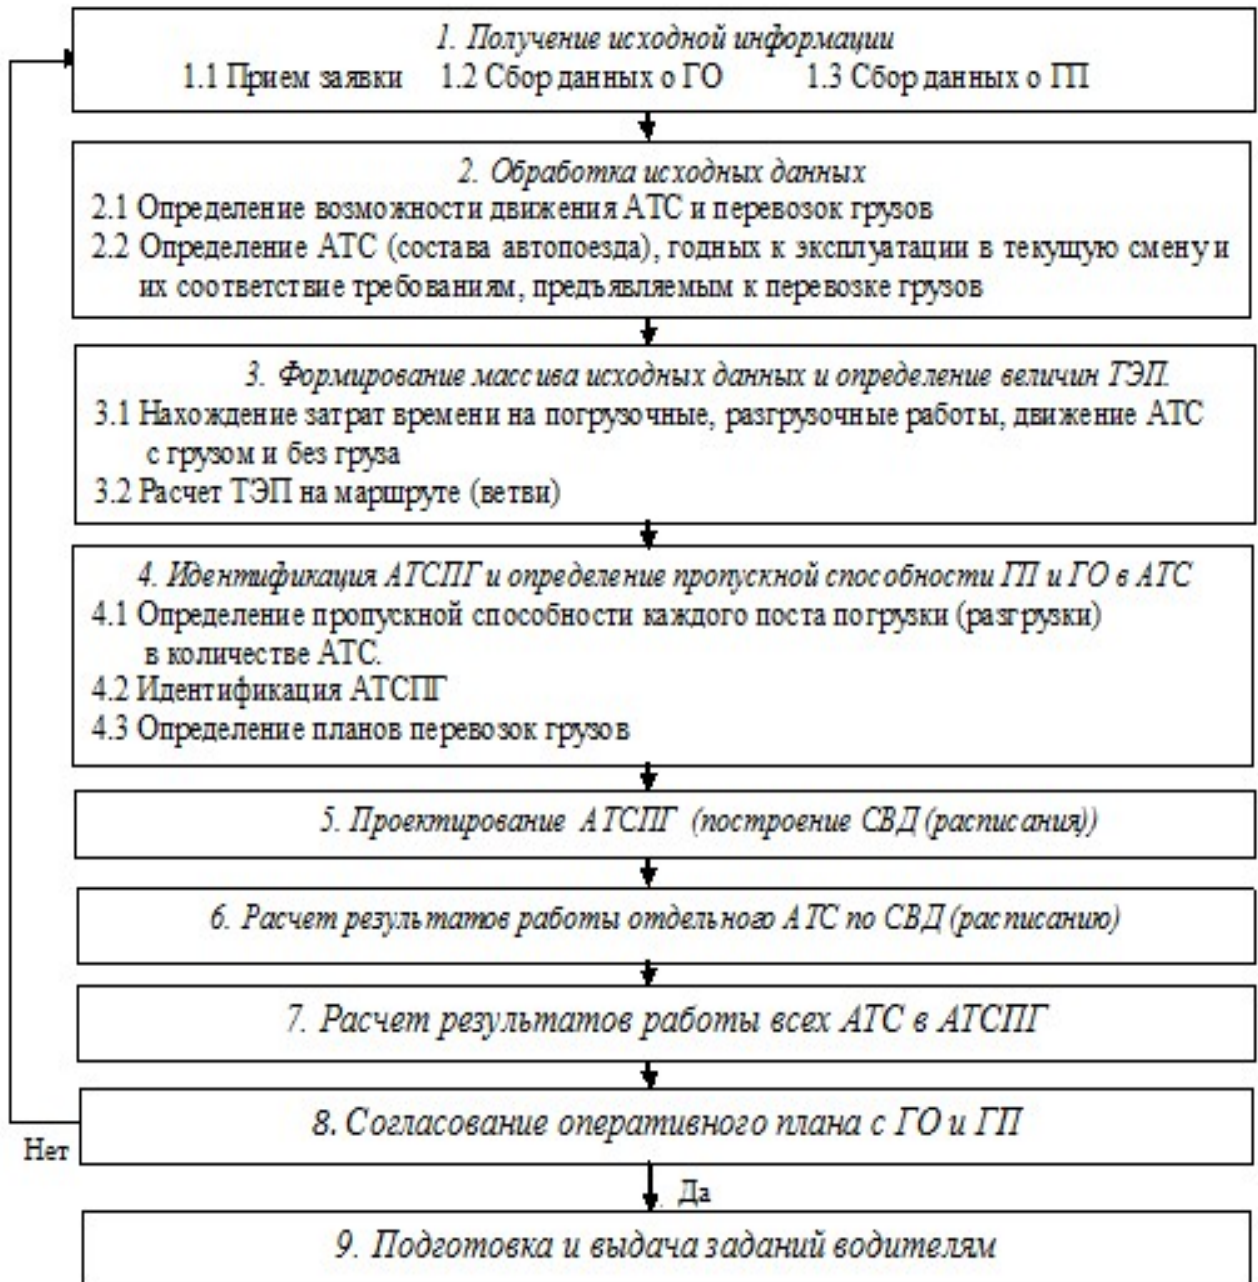 1. Получение исходной информации
1.1 Прием заявки 1.2 Сбор данных о ГО 1.3 Сбор данных о ГП
2. Обработка исходных данных
2.1 Определение возможности движения АТС и перевозок грузов
2.2 Определение АТС (состава автопоезда), годных к эксплуатации в текущую смену и
их соответствие требованиям, предъявляемым к перевозке грузов
3. Формирование массива исходных данных и определение величин ТЭП.
3.1 Нахождение затрат времени на погрузочные, разгрузочные работы, движение АТС
с грузом и без груза
3.2 Расчет ТЭП на маршруте (ветви)
4. Идентификация АТСПГ и определение пропускной способности ГП и ГО в АТС
4.1 Определение пропускной способности каждого поста погрузки (разгрузки)
в количестве АТС.
4.2 Идентификация АТСПГ
4.3 Определение планов перевозок грузов
5. Проектирование АТСПГ (построение СВД (расписания))
6. Расчет результатов работы отдельного АТС по СВД (расписанию)
7. Расчет результатов работы всех АТС в АТСПГ
8. Согласование оперативного плана с ГО и ГП
Нет
Да
9. Подготовка и выдача заданий водителям